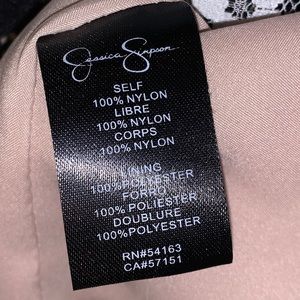 Jessica Simpson
SELF
100% NYLON
LIBRE
100% NYLON
CORPS
100% NYLON
LINING
100%POLYESTER
FORRO
100% POLIESTER
DOUBLURE
100%POLYESTER
RN#54163
CA#57151